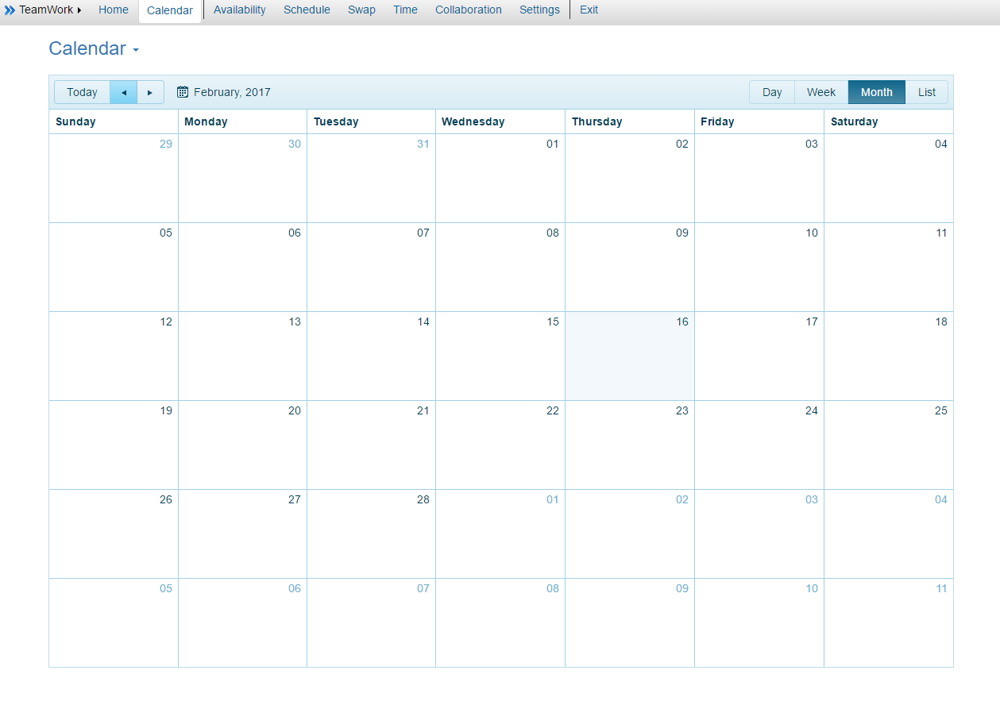 TeamWork Home Calendar Availability Schedule Swap Time Collaboration Settings Exit
Calendar
Today February, 2017 Day Week Month List
Sunday Monday Tuesday Wednesday Thursday Friday Saturday
29 30 31 01 02 03 04
05 06 07 08 09 10 11
12 13 14 15 16 17 18
19 20 21 22 23 24 25
26 27 28 01 02 03 04
05 06 07 08 09 10 11